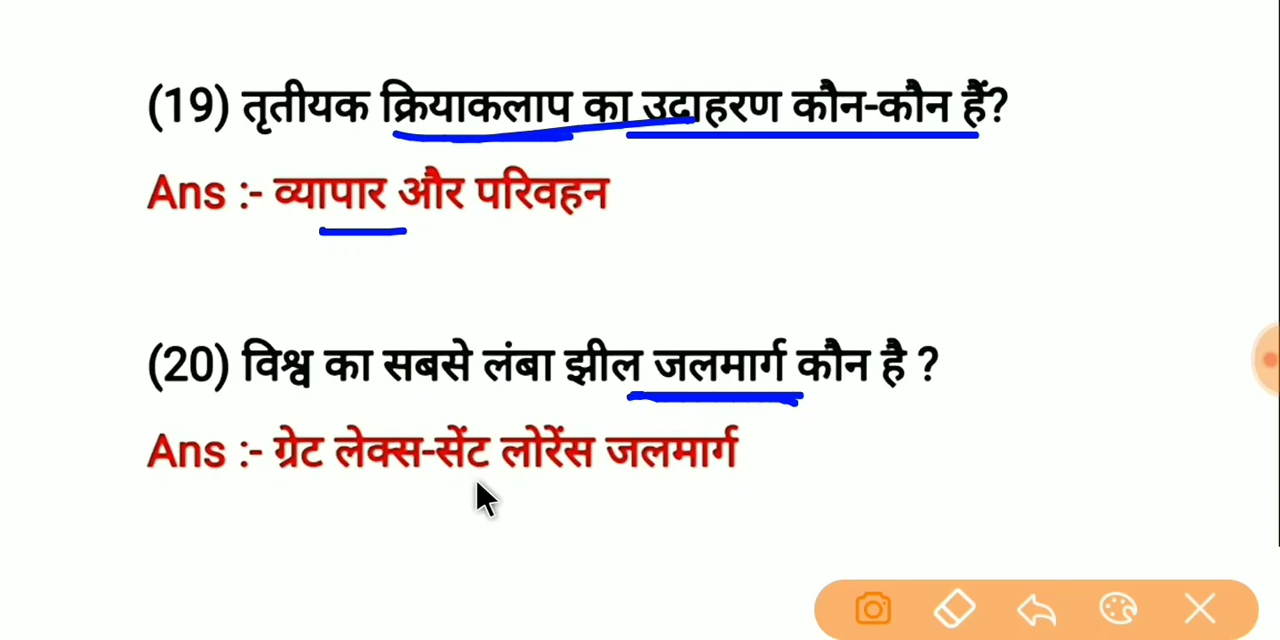 (19) तृतीयक क्रियाकलाप का उदाहरण कौन-कौन हैं?
Ans :- व्यापार और परिवहन
(20) विश्व का सबसे लंबा झील जलमार्ग कौन है ?
Ans :- ग्रेट लेक्स-सेंट लोरेंस जलमार्ग